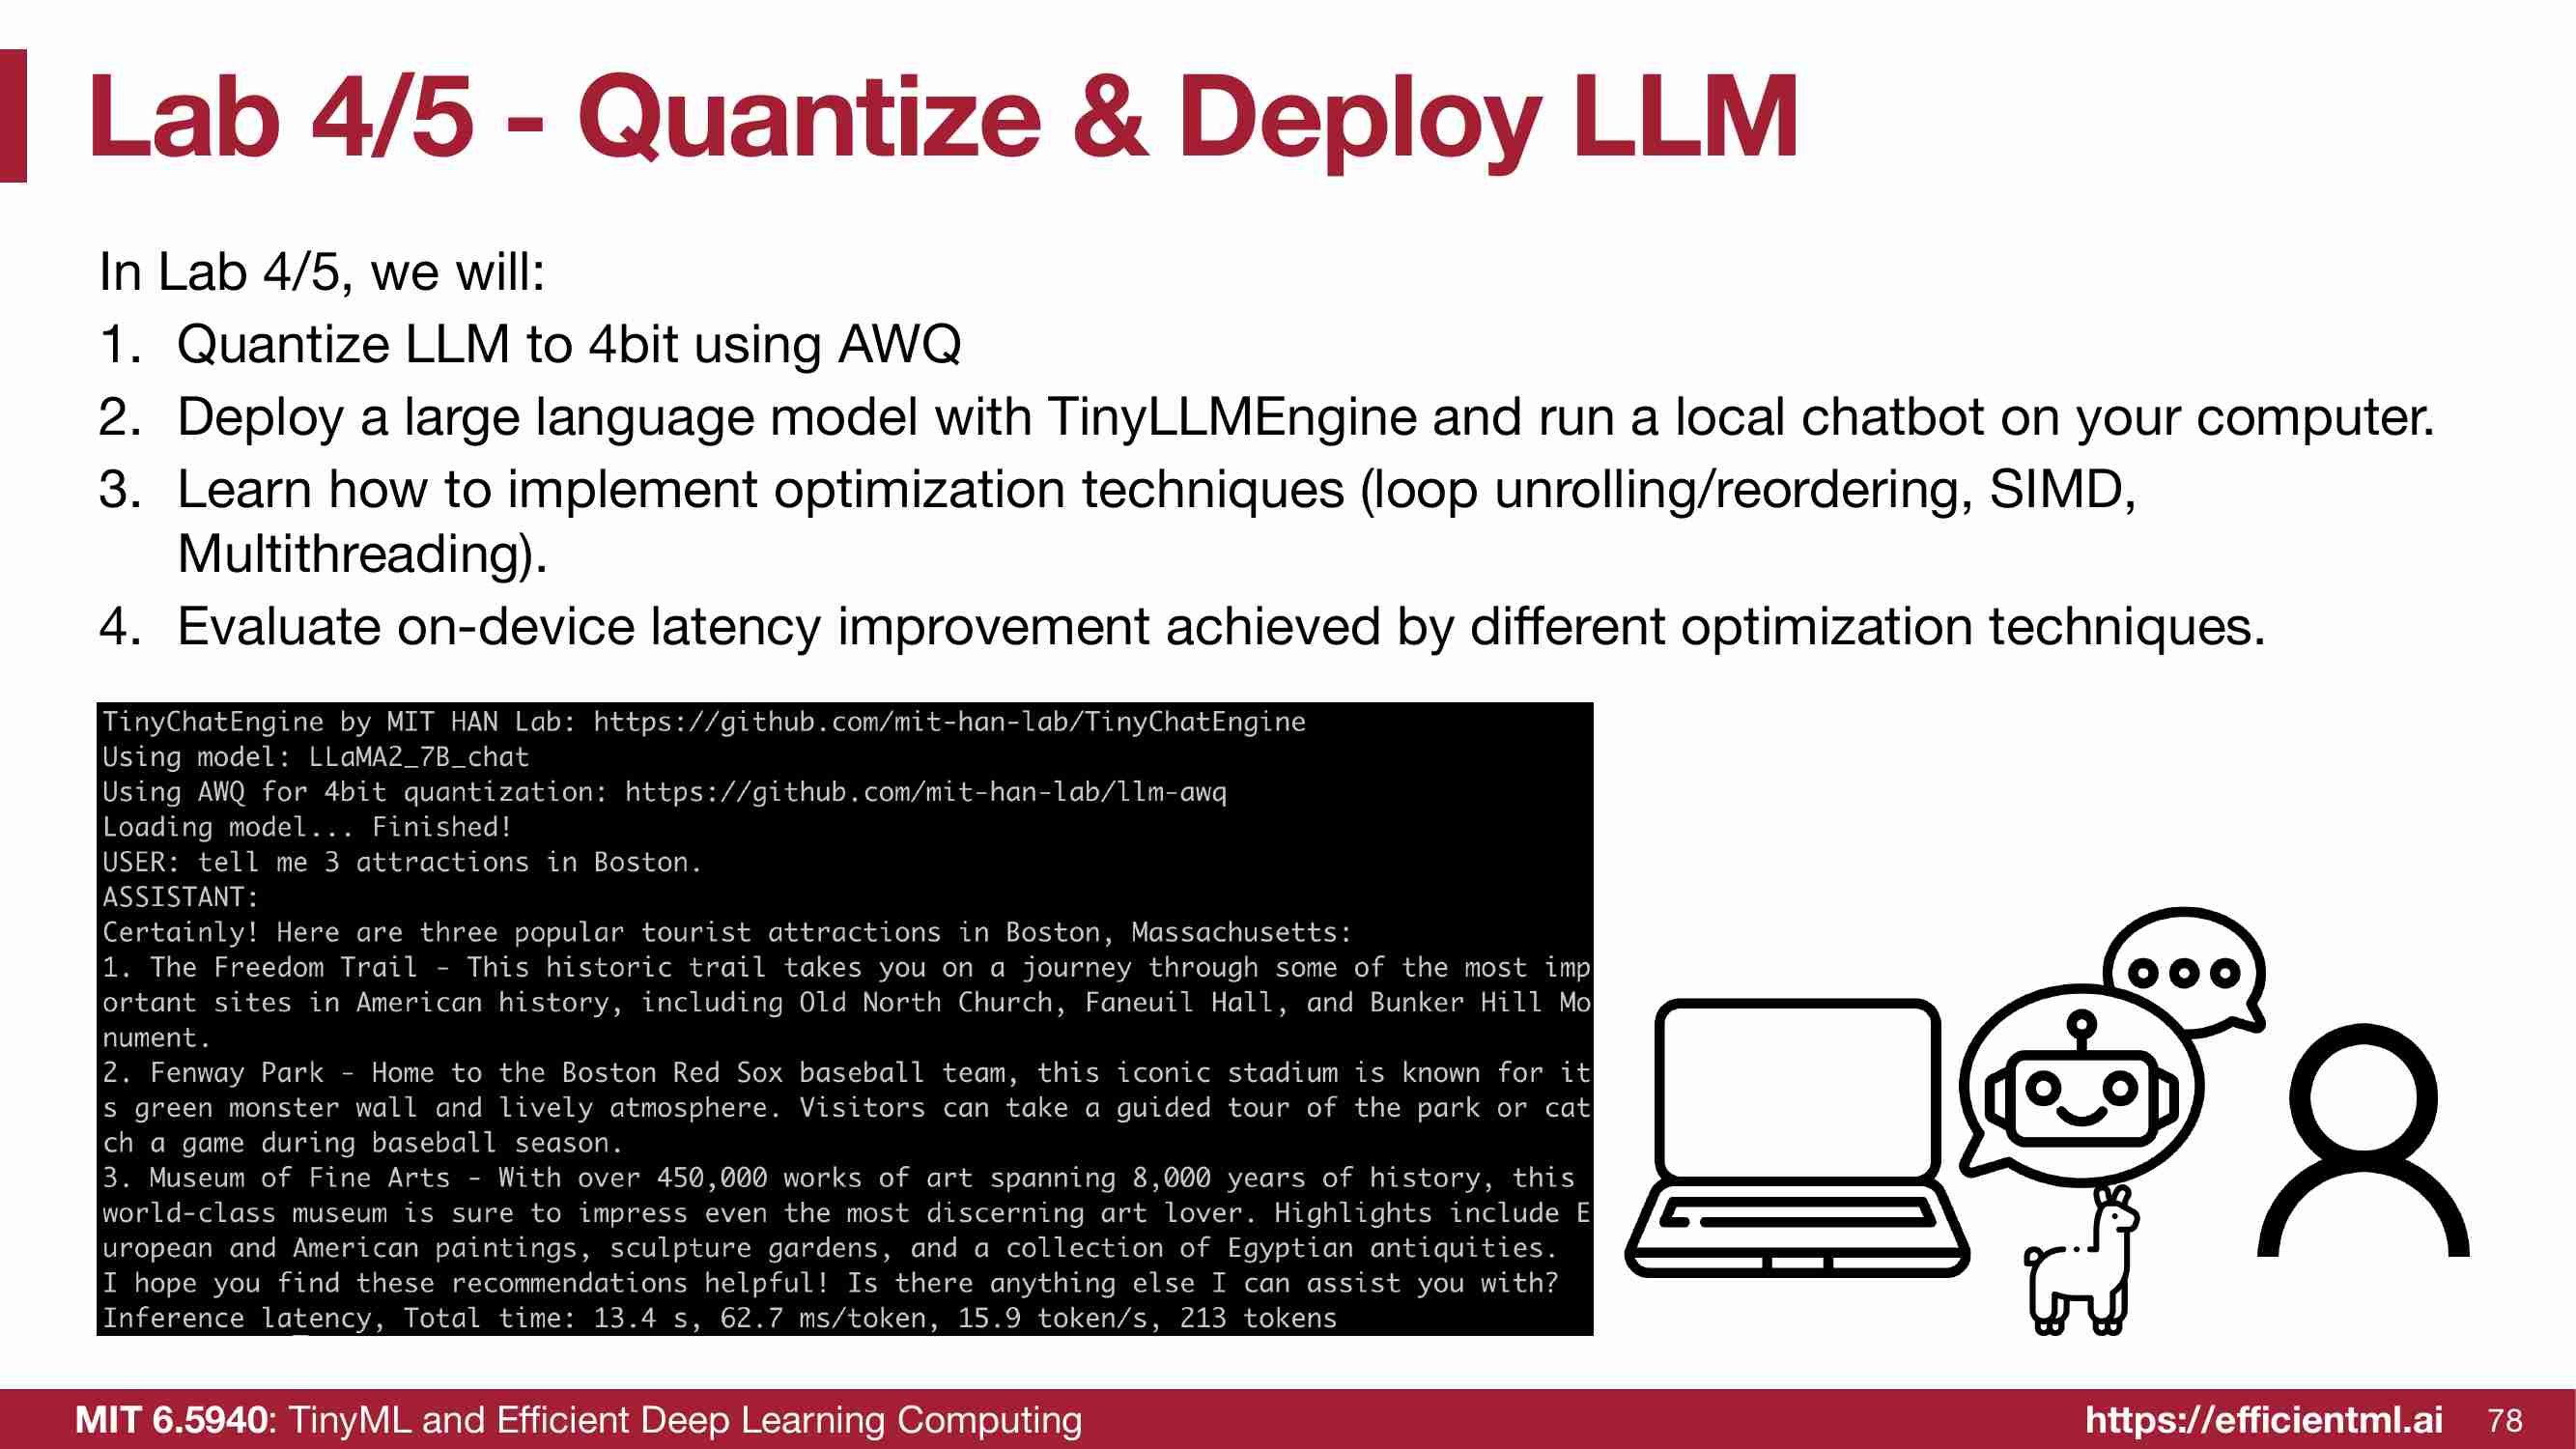 Lab 4/5 - Quantize & Deploy LLM
In Lab 4/5, we will:
1. Quantize LLM to 4bit using AWQ
2. Deploy a large language model with TinyLLMEngine and run a local chatbot on your computer.
3. Learn how to implement optimization techniques (loop unrolling/reordering, SIMD,
Multithreading).
4. Evaluate on-device latency improvement achieved by different optimization techniques.
TinyChatEngine by MIT HAN Lab: https://github.com/mit-han-lab/TinyChatEngine
Using model: LLaMA2_7B_chat
Using AWQ for 4bit quantization: https://github.com/mit-han-lab/llm-awq
Loading model... Finished!
USER: tell me 3 attractions in Boston.
ASSISTANT:
Certainly! Here are three popular tourist attractions in Boston, Massachusetts:
1. The Freedom Trail - This historic trail takes you on a journey through some of the most imp
ortant sites in American history, including Old North Church, Faneuil Hall, and Bunker Hill Mo
nument.
2. Fenway Park - Home to the Boston Red Sox baseball team, this iconic stadium is known for it
s green monster wall and lively atmosphere. Visitors can take a guided tour of the park or cat
ch a game during baseball season.
3. Museum of Fine Arts - With over 450,000 works of art spanning 8,000 years of history, this
world-class museum is sure to impress even the most discerning art lover. Highlights include E
uropean and American paintings, sculpture gardens, and a collection of Egyptian antiquities.
I hope you find these recommendations helpful! Is there anything else I can assist you with?
Inference latency, Total time: 13.4 s, 62.7 ms/token, 15.9 token/s, 213 tokens
MIT 6.5940: TinyML and Efficient Deep Learning Computing
https://efficientml.ai
78